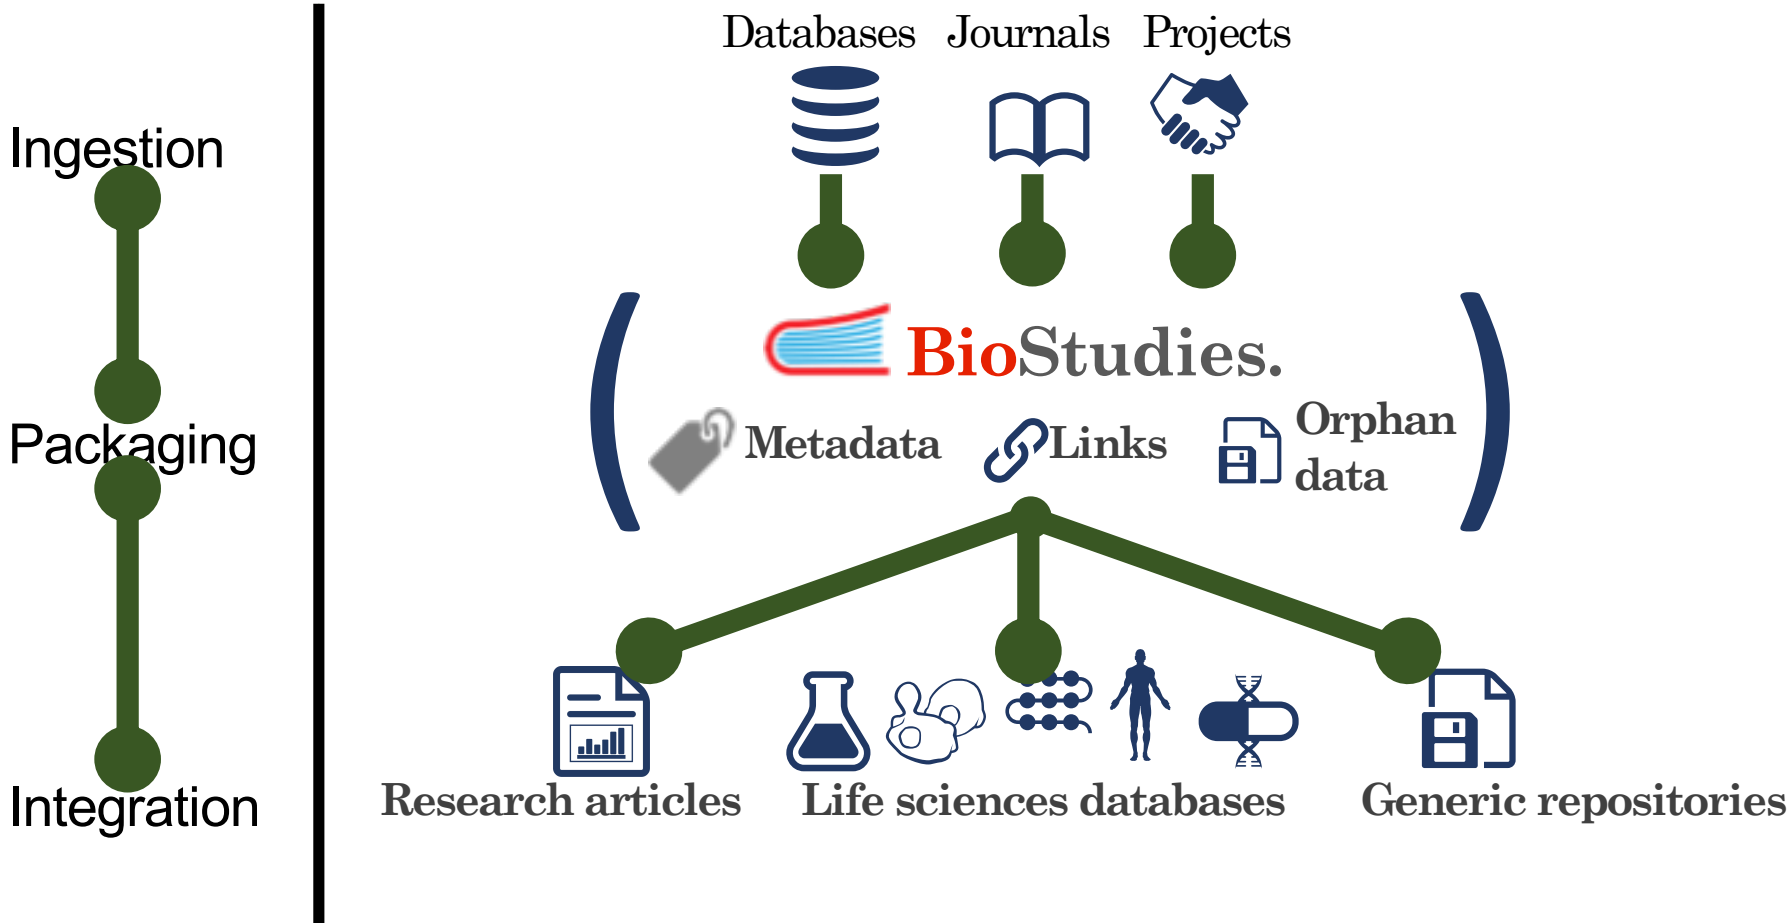 Databases Journals Projects
Ingestion
BioStudies.
Packaging
Metadata
Links
Orphan
data
Integration
Research articles
Life sciences databases
Generic repositories